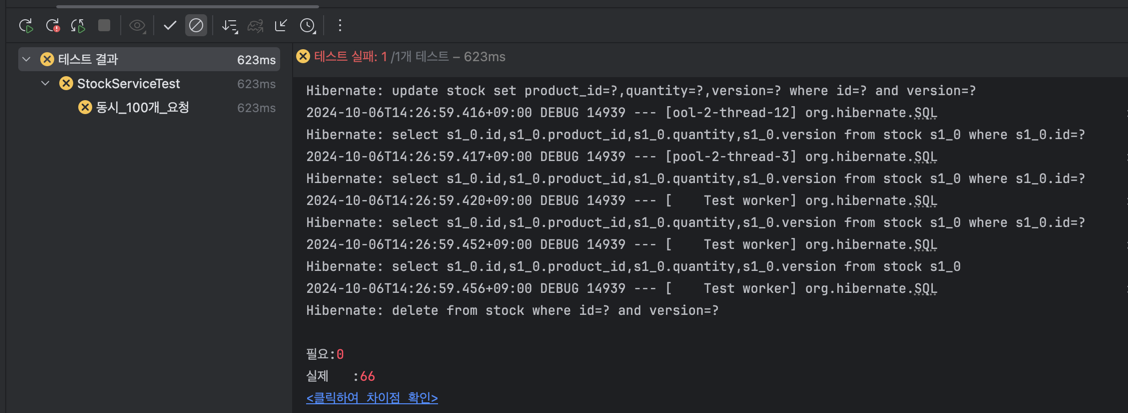 테스트 결과 623ms
StockServiceTest 623ms
동시_100개_요청 623ms
테스트 실패: 1 /1개 테스트 – 623ms
Hibernate: update stock set product_id=?,quantity=?,version=? where id=? and version=?
2024-10-06T14:26:59.416+09:00 DEBUG 14939 --- [ool-2-thread-12] org.hibernate.SQL
Hibernate: select s1_0.id,s1_0.product_id,s1_0.quantity,s1_0.version from stock s1_0 where s1_0.id=?
2024-10-06T14:26:59.417+09:00 DEBUG 14939 --- [pool-2-thread-3] org.hibernate.SQL
Hibernate: select s1_0.id,s1_0.product_id,s1_0.quantity,s1_0.version from stock s1_0 where s1_0.id=?
2024-10-06T14:26:59.420+09:00 DEBUG 14939 --- [    Test worker] org.hibernate.SQL
Hibernate: select s1_0.id,s1_0.product_id,s1_0.quantity,s1_0.version from stock s1_0 where s1_0.id=?
2024-10-06T14:26:59.452+09:00 DEBUG 14939 --- [    Test worker] org.hibernate.SQL
Hibernate: select s1_0.id,s1_0.product_id,s1_0.quantity,s1_0.version from stock s1_0
2024-10-06T14:26:59.456+09:00 DEBUG 14939 --- [    Test worker] org.hibernate.SQL
Hibernate: delete from stock where id=? and version=?
필요:0
실제   :66
<클릭하여 차이점 확인>